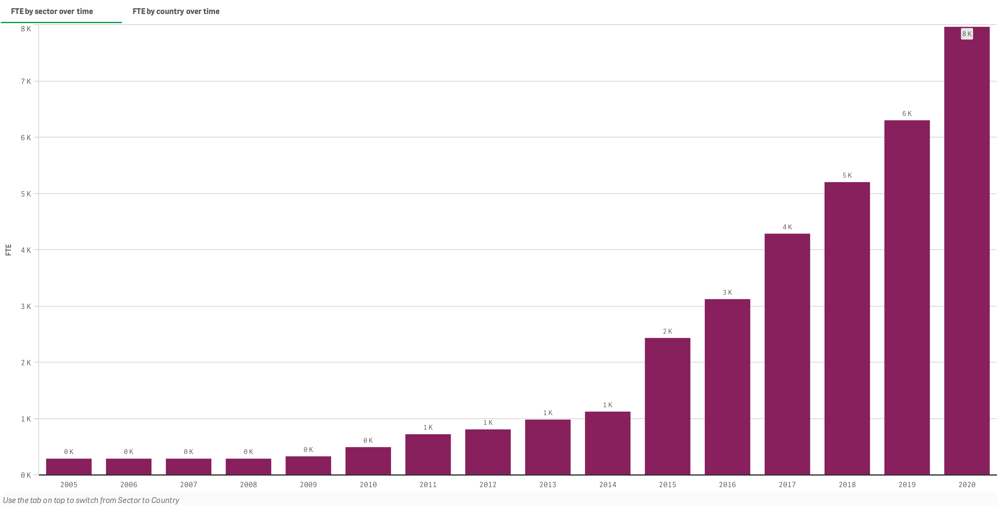 FTE by sector over time
FTE by country over time
8 K
7 K
6 K
5 K
4 K
3 K
2 K
1 K
0 K
FTE
0 K
0 K
0 K
0 K
0 K
0 K
1 K
1 K
1 K
1 K
2 K
3 K
4 K
5 K
6 K
8 K
2005 2006 2007 2008 2009 2010 2011 2012 2013 2014 2015 2016 2017 2018 2019 2020
Use the tab on top to switch from Sector to Country